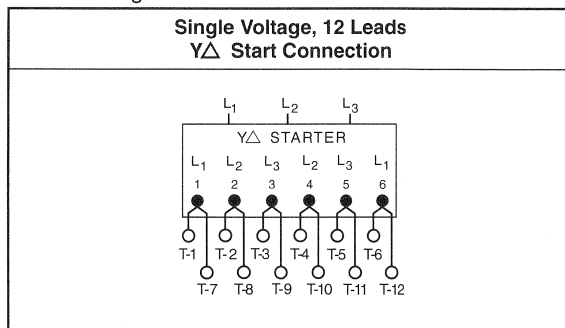 Single Voltage, 12 Leads
Y△ Start Connection
L1 L2 L3
Y△ STARTER
L1 L2 L3 L2 L3 L1
1 2 3 4 5 6
T-1 T-2 T-3 T-4 T-5 T-6
T-7 T-8 T-9 T-10 T-11 T-12